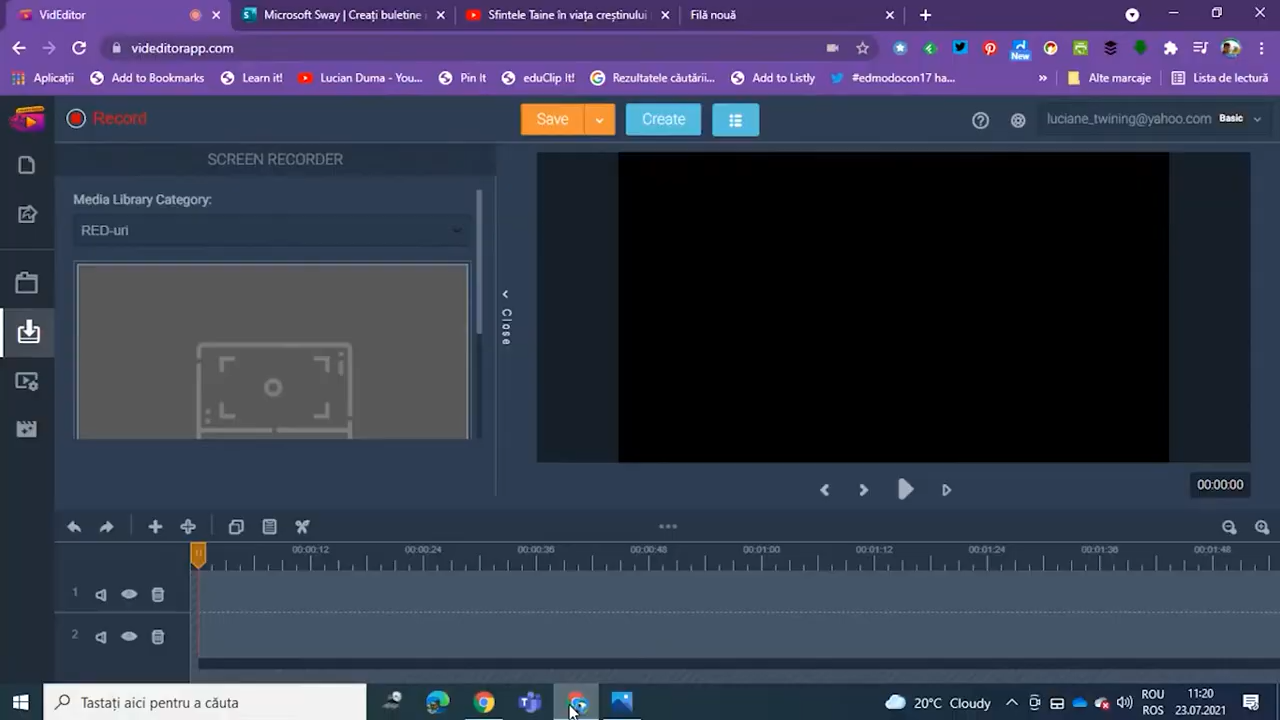 VidEditor
Microsoft Sway | Creați buletine
Sfintele Taine în viața creștinului
Filă nouă
videditorapp.com
New
Aplicații
Add to Bookmarks
Learn it!
Lucian Duma - You...
Pin It
eduClip It!
Rezultatele căutării...
Add to Listly
#edmodocon17 ha...
»
Alte marcaje
Lista de lectură
Record
Save
Create
luciane_twining@yahoo.com
Basic
SCREEN RECORDER
Media Library Category:
RED-uri
Close
00:00:00
00:00:12
00:00:24
00:00:36
00:00:48
00:01:00
00:01:12
00:01:24
00:01:36
00:01:48
1
2
Tastați aici pentru a căuta
20°C Cloudy
ROU
ROS
11:20
23.07.2021